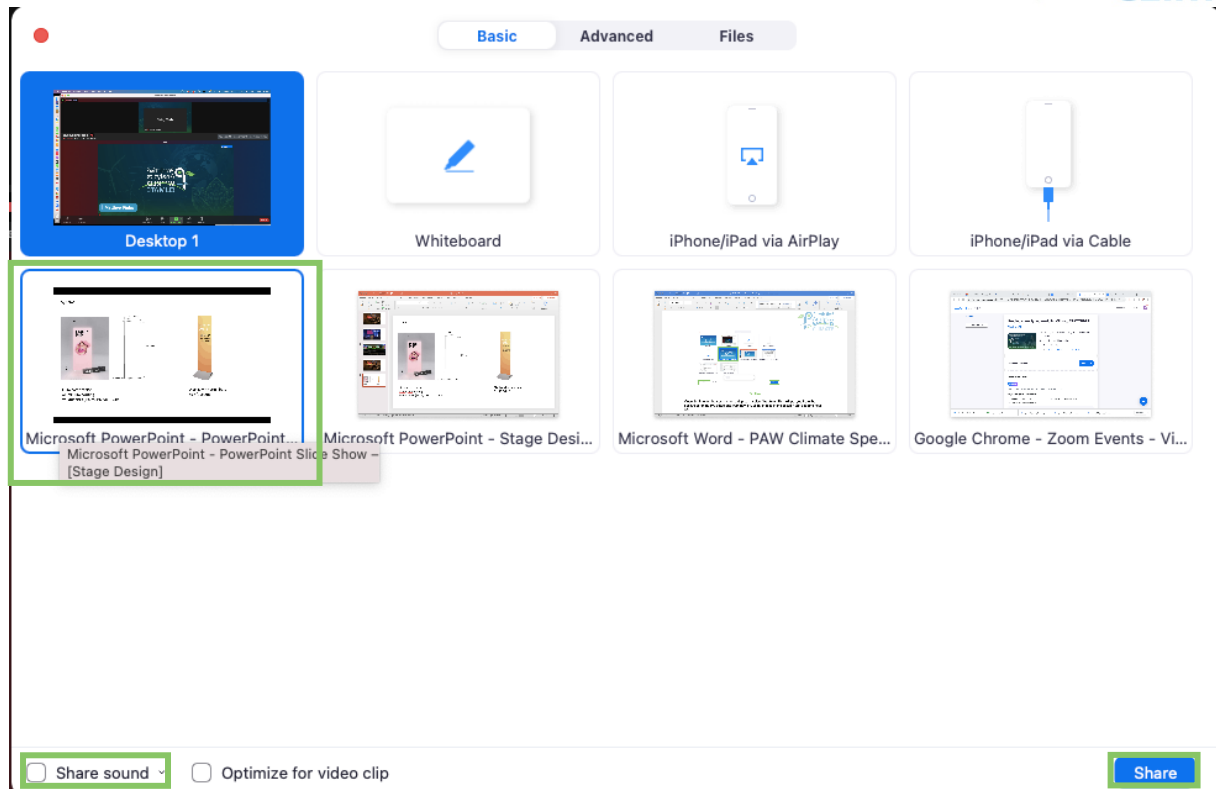 Basic
Advanced
Files
Desktop 1
Whiteboard
iPhone/iPad via AirPlay
iPhone/iPad via Cable
Microsoft PowerPoint - PowerPoint...
Microsoft PowerPoint - Stage Desi...
Microsoft Word - PAW Climate Spe...
Google Chrome - Zoom Events - Vi...
Microsoft PowerPoint - PowerPoint Slide Show –
[Stage Design]
Share sound
Optimize for video clip
Share